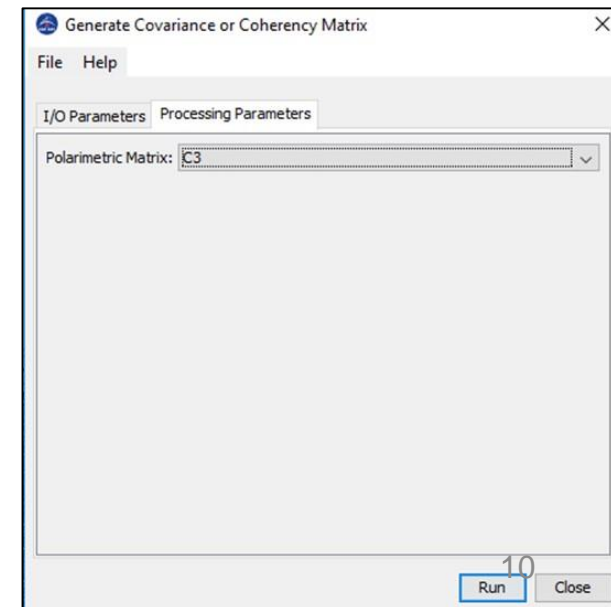 Generate Covariance or Coherency Matrix
File Help
I/O Parameters Processing Parameters
Polarimetric Matrix: C3
10
Run Close